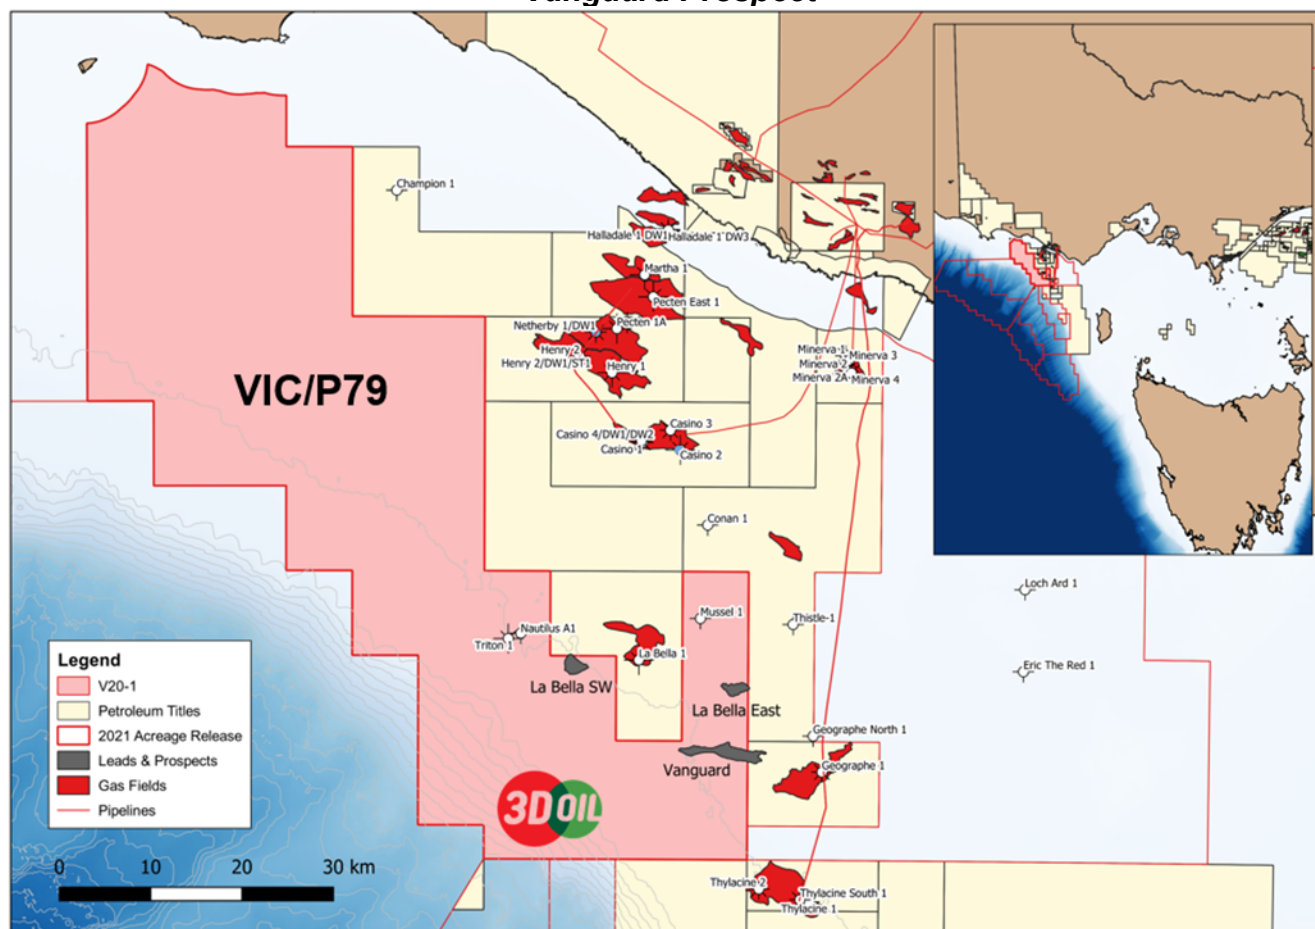 Vanguard Prospect
Champion 1
Halladale 1 DW1
Halladale 1 DW3
Martha 1
Pecten East 1
Netherby 1/DW1
Pecten 1A
Henry 2
Henry 2/DW1/ST1
Henry 1
Minerva 1
Minerva 3
Minerva 2
Minerva 2A
Minerva 4
VIC/P79
Casino 3
Casino 4/DW1/DW2
Casino 1
Casino 2
Conan 1
Loch Ard 1
Mussel 1
Thistle-1
Nautilus A1
Triton 1
La Bella 1
Eric The Red 1
La Bella SW
La Bella East
Geographe North 1
Vanguard
Geographe 1
3D OIL
Legend
V20-1
Petroleum Titles
2021 Acreage Release
Leads & Prospects
Gas Fields
Pipelines
0 10 20 30 km
Thylacine 2
Thylacine South 1
Thylacine 1